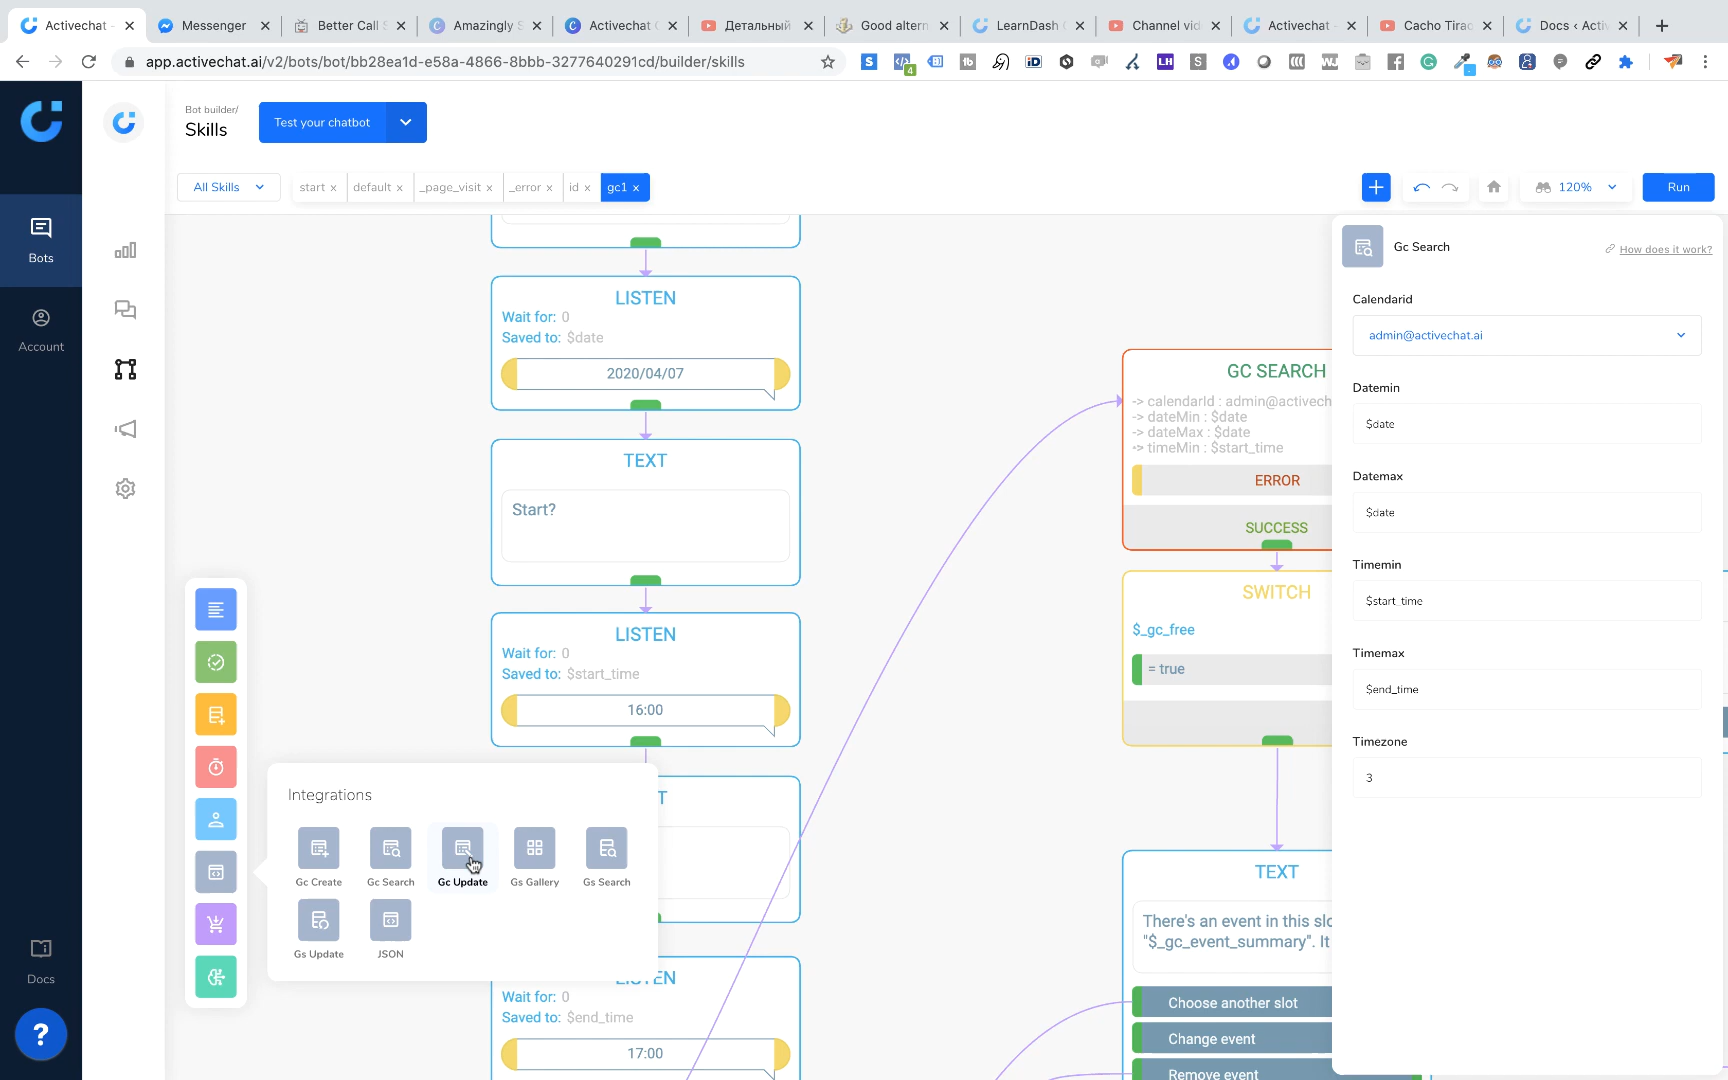 Activechat -
Messenger
Better Call S
Amazingly S
Activechat C
Детальный
Good altern
LearnDash (
Channel vid
Activechat -
Cacho Tirao
Docs ‹ Activ
app.activechat.ai/v2/bots/bot/bb28ea1d-e58a-4866-8bbb-3277640291cd/builder/skills
Bot builder/
Skills
Test your chatbot
All Skills
start
default
_page_visit
_error
id
gc1
120%
Run
Bots
Account
Docs
?
LISTEN
Wait for: 0
Saved to: $date
2020/04/07
TEXT
Start?
LISTEN
Wait for: 0
Saved to: $start_time
16:00
T
LISTEN
Wait for: 0
Saved to: $end_time
17:00
Integrations
Gc Create
Gc Search
Gc Update
Gs Gallery
Gs Search
Gs Update
JSON
GC SEARCH
-> calendarId : admin@activech
-> dateMin : $date
-> dateMax : $date
-> timeMin : $start_time
ERROR
SUCCESS
SWITCH
$_gc_free
= true
TEXT
There's an event in this slo
"$_gc_event_summary". It
Choose another slot
Change event
Remove event
Gc Search
How does it work?
Calendarid
admin@activechat.ai
Datemin
$date
Datemax
$date
Timemin
$start_time
Timemax
$end_time
Timezone
3